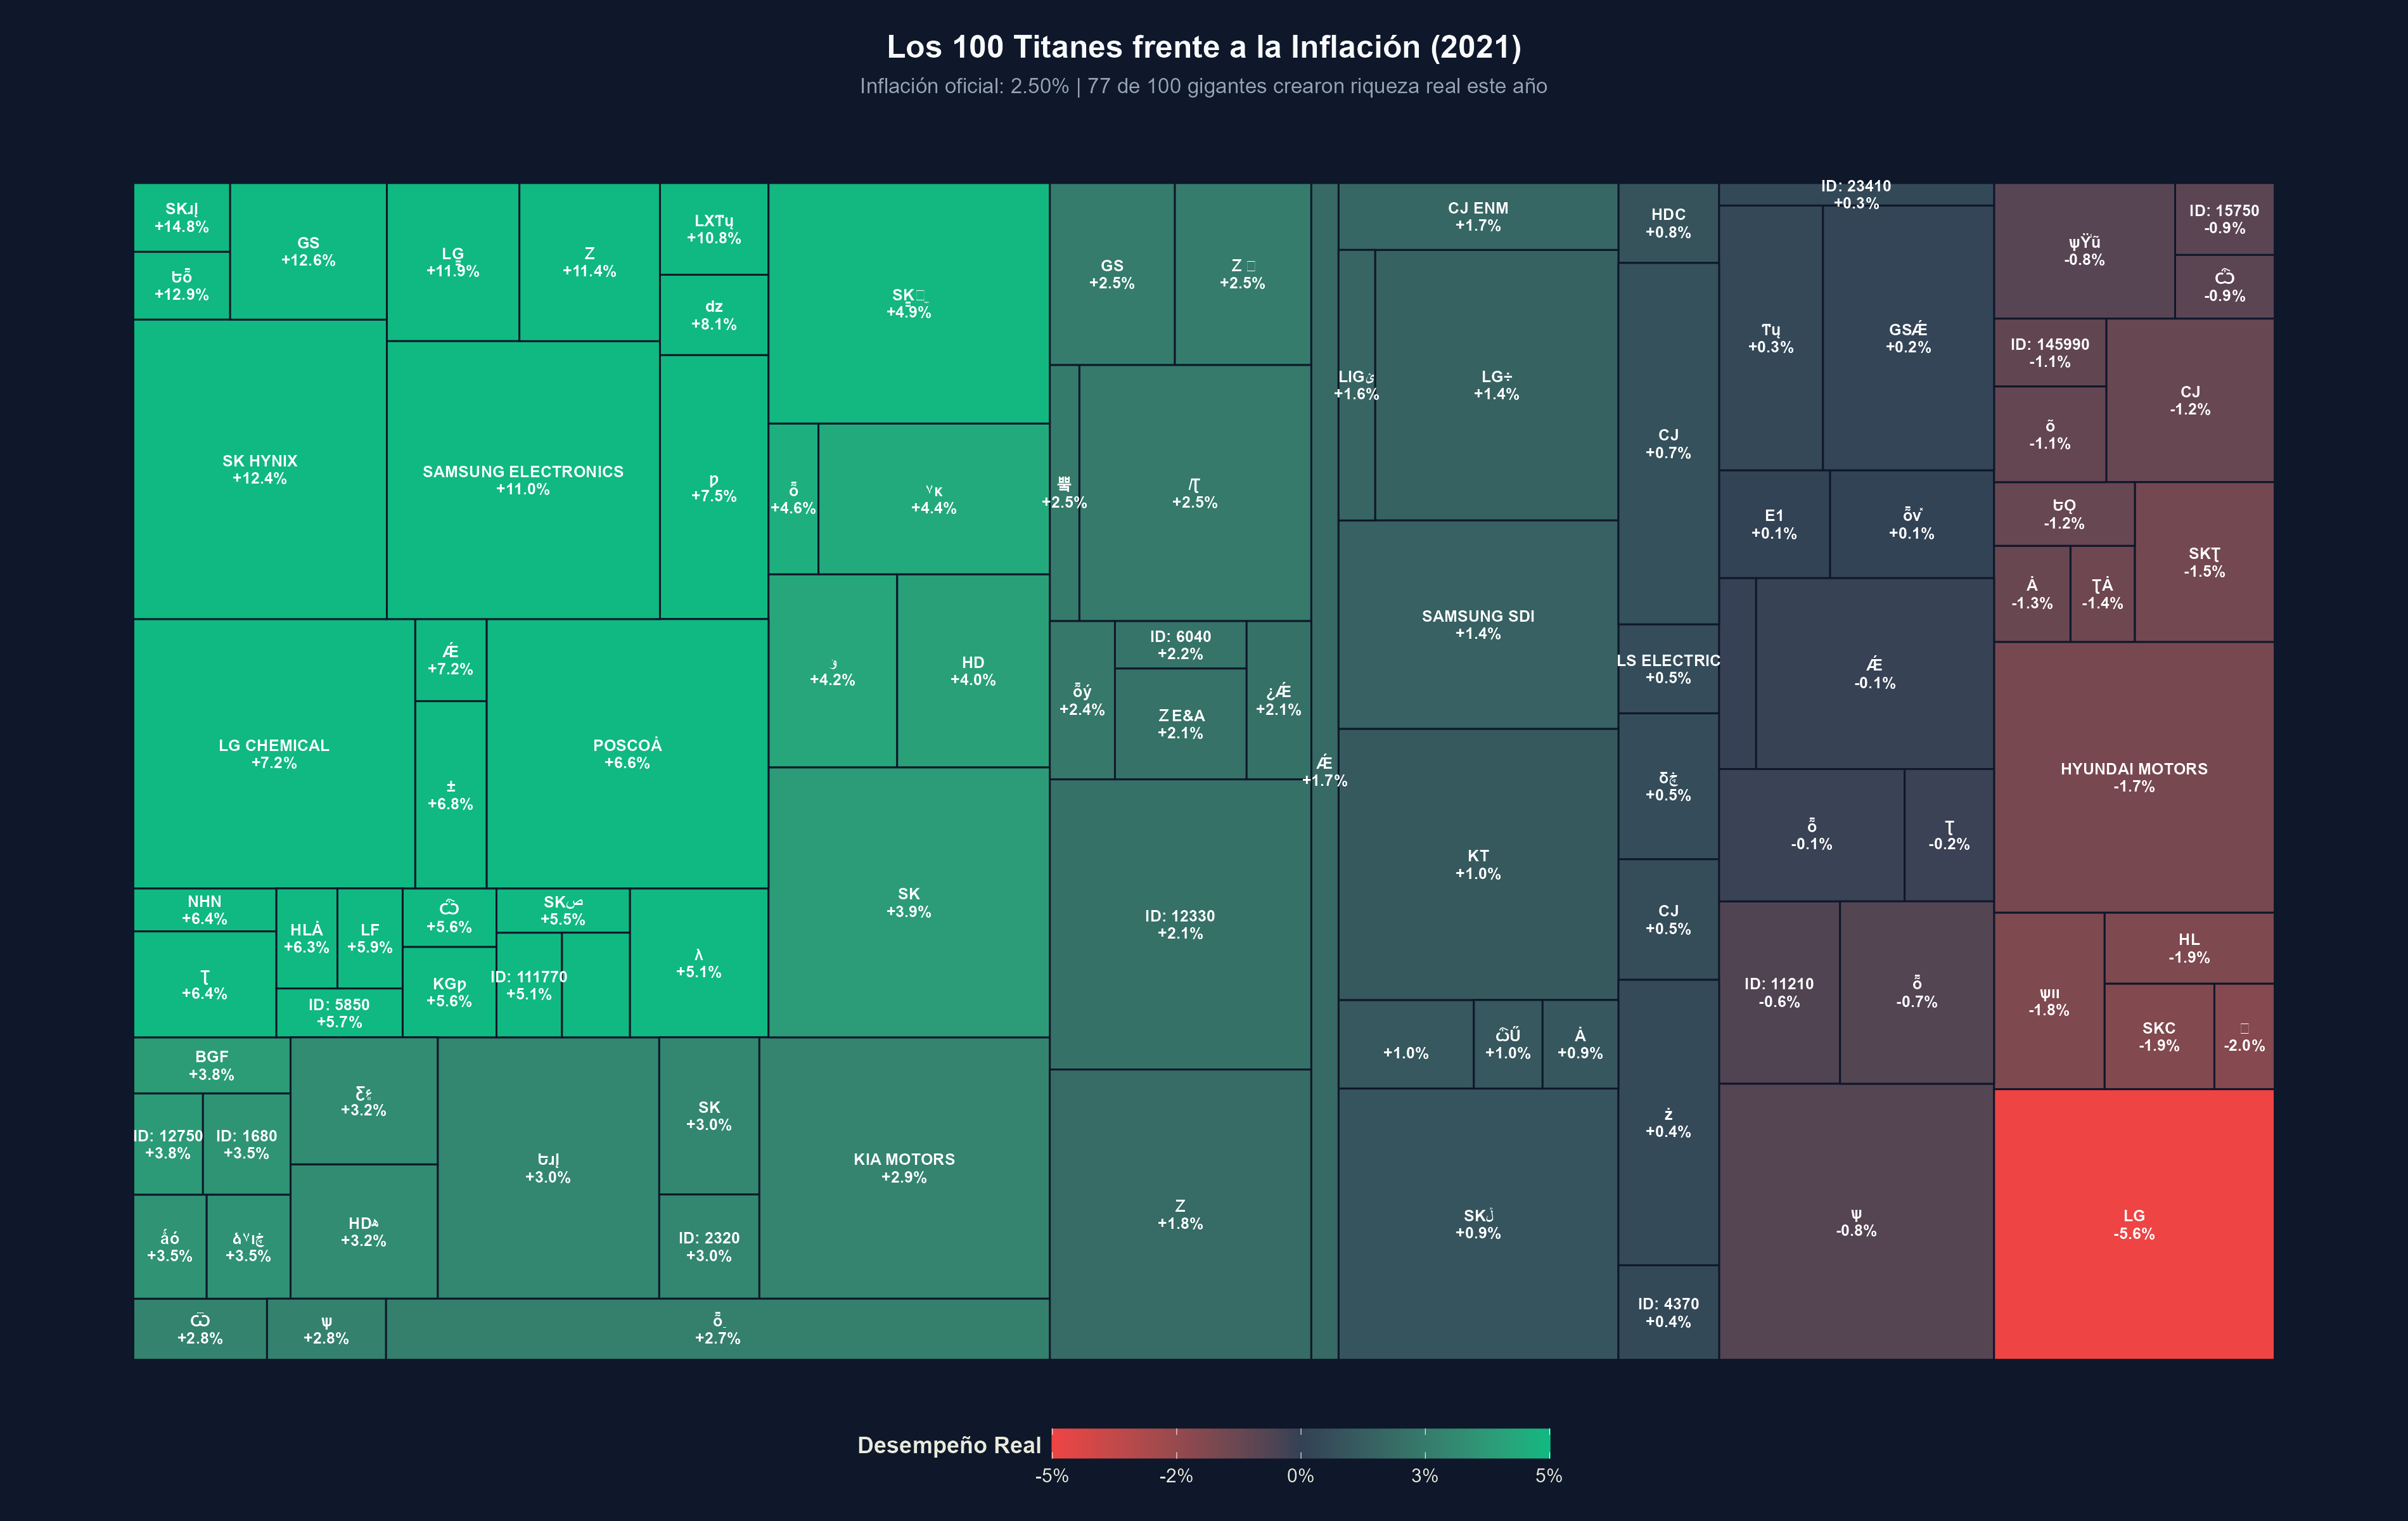 Los 100 Titanes frente a la Inflación (2021)
Inflación oficial: 2.50% | 77 de 100 gigantes crearon riqueza real este año
+14.8%
+12.9%
GS
+12.6%
LG
+11.9%
Z
+11.4%
+10.8%
dz
+8.1%
SK HYNIX
+12.4%
SAMSUNG ELECTRONICS
+11.0%
+7.5%
LG CHEMICAL
+7.2%
Ǽ
+7.2%
±
+6.8%
POSCOȦ
+6.6%
NHN
+6.4%
Ʈ
+6.4%
HLȦ
+6.3%
LF
+5.9%
ID: 5850
+5.7%
+5.6%
KGƿ
+5.6%
SKص
+5.5%
ID: 111770
+5.1%
λ
+5.1%
+4.9%
+4.6%
+4.4%
+4.2%
HD
+4.0%
SK
+3.9%
BGF
+3.8%
ID: 12750
+3.8%
ID: 1680
+3.5%
+3.5%
+3.5%
+3.2%
HDھ
+3.2%
+3.0%
SK
+3.0%
ID: 2320
+3.0%
KIA MOTORS
+2.9%
+2.8%
ψ
+2.8%
+2.7%
GS
+2.5%
Z
+2.5%
+2.5%
+2.5%
+2.4%
ID: 6040
+2.2%
Z E&A
+2.1%
¿Ǽ
+2.1%
ID: 12330
+2.1%
Z
+1.8%
Ǽ
+1.7%
CJ ENM
+1.7%
+1.6%
LG÷
+1.4%
SAMSUNG SDI
+1.4%
KT
+1.0%
+1.0%
+1.0%
Ȧ
+0.9%
+0.9%
HDC
+0.8%
CJ
+0.7%
LS ELECTRIC
+0.5%
+0.5%
CJ
+0.5%
ż
+0.4%
ID: 4370
+0.4%
ID: 23410
+0.3%
+0.3%
GSǼ
+0.2%
E1
+0.1%
+0.1%
Ǽ
-0.1%
-0.1%
Ʈ
-0.2%
ID: 11210
-0.6%
-0.7%
ψ
-0.8%
-0.8%
ID: 15750
-0.9%
-0.9%
ID: 145990
-1.1%
õ
-1.1%
CJ
-1.2%
-1.2%
Ȧ
-1.3%
ƮȦ
-1.4%
SKƮ
-1.5%
HYUNDAI MOTORS
-1.7%
-1.8%
HL
-1.9%
SKC
-1.9%
-2.0%
LG
-5.6%
Desempeño Real
-5%
-2%
0%
3%
5%